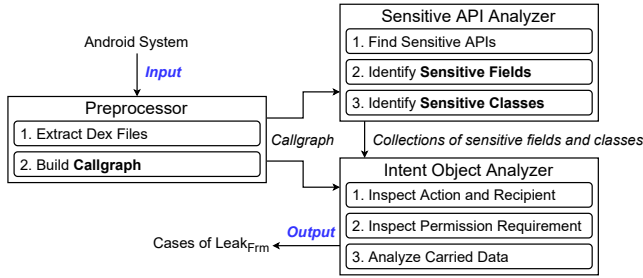 Android System
Input
Preprocessor
1. Extract Dex Files
2. Build Callgraph
Callgraph
Sensitive API Analyzer
1. Find Sensitive APIs
2. Identify Sensitive Fields
3. Identify Sensitive Classes
Collections of sensitive fields and classes
Intent Object Analyzer
1. Inspect Action and Recipient
2. Inspect Permission Requirement
3. Analyze Carried Data
Output
Cases of LeakFrm